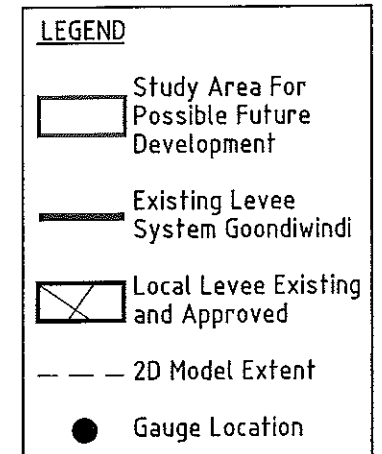 LEGEND
Study Area For
Possible Future
Development
Existing Levee
System Goondiwindi
Local Levee Existing
and Approved
2D Model Extent
Gauge Location